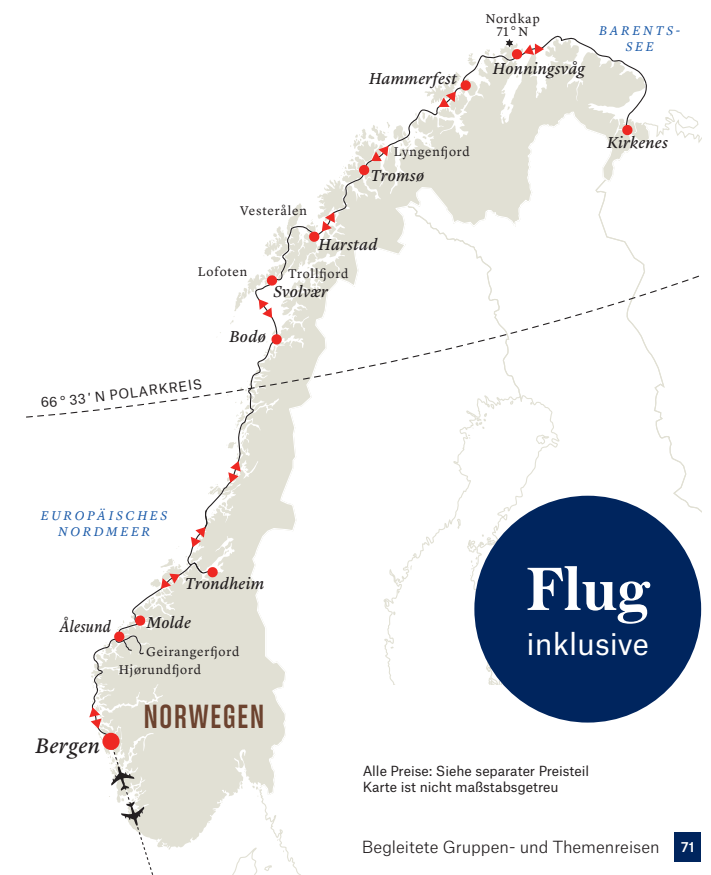 Nordkap
71° N
BARENTS-
SEE
Honningsvåg
Hammerfest
Kirkenes
Lyngenfjord
Tromsø
Vesterålen
Harstad
Lofoten
Trollfjord
Svolvær
Bodø
66° 33' N POLARKREIS
EUROPÄISCHES
NORDMEER
Trondheim
Ålesund
Molde
Geirangerfjord
Hjørundfjord
NORWEGEN
Bergen
Flug
inklusive
Alle Preise: Siehe separater Preisteil
Karte ist nicht maßstabsgetreu
Begleitete Gruppen- und Themenreisen
71